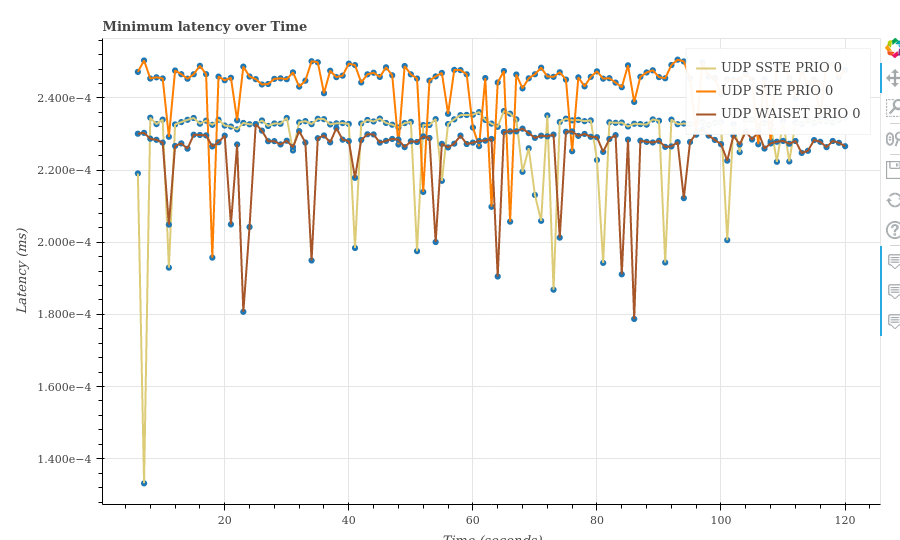 Minimum latency over Time
UDP SSTE PRIO 0
UDP STE PRIO 0
UDP WAISET PRIO 0
Latency (ms)
2.400e−4
2.200e−4
2.000e−4
1.800e−4
1.600e−4
1.400e−4
20
40
60
80
100
120
Time (seconds)